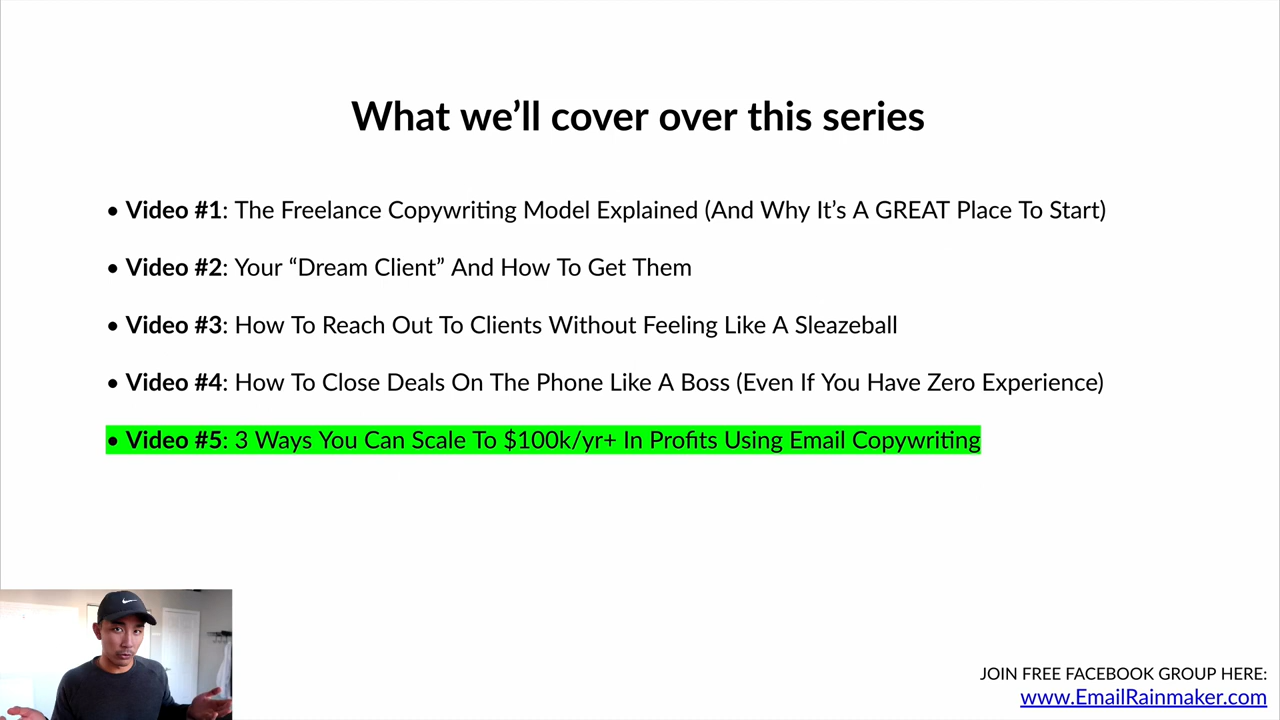 What we’ll cover over this series
• Video #1: The Freelance Copywriting Model Explained (And Why It’s A GREAT Place To Start)
• Video #2: Your “Dream Client” And How To Get Them
• Video #3: How To Reach Out To Clients Without Feeling Like A Sleazeball
• Video #4: How To Close Deals On The Phone Like A Boss (Even If You Have Zero Experience)
• Video #5: 3 Ways You Can Scale To $100k/yr+ In Profits Using Email Copywriting
JOIN FREE FACEBOOK GROUP HERE:
www.EmailRainmaker.com